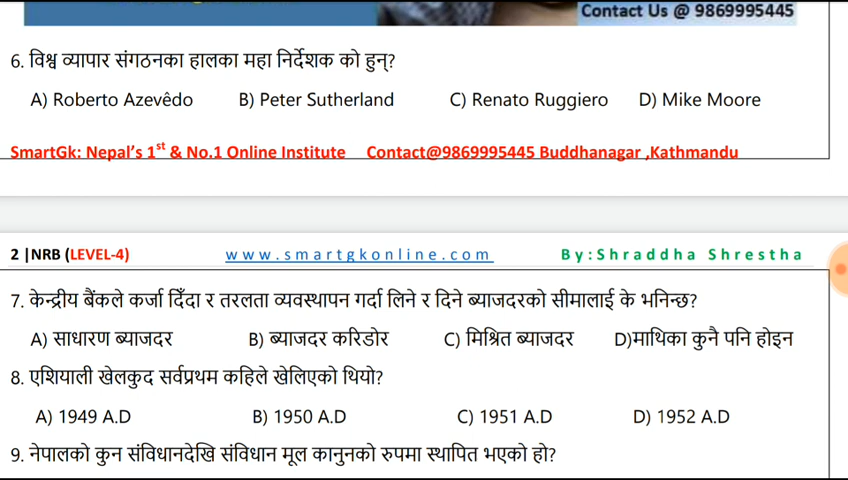 Contact Us @ 9869995445
6. विश्व व्यापार संगठनका हालका महा निर्देशक को हुन्?
A) Roberto Azevêdo B) Peter Sutherland C) Renato Ruggiero D) Mike Moore
SmartGk: Nepal's 1st & No.1 Online Institute Contact@9869995445 Buddhanagar ,Kathmandu
2 |NRB (LEVEL-4) www.smartgkonline.com By:Shraddha Shrestha
7. केन्द्रीय बैंकले कर्जा दिँदा र तरलता व्यवस्थापन गर्दा लिने र दिने ब्याजदरको सीमालाई के भनिन्छ?
A) साधारण ब्याजदर B) ब्याजदर करिडोर C) मिश्रित ब्याजदर D)माथिका कुनै पनि होइन
8. एशियाली खेलकुद सर्वप्रथम कहिले खेलिएको थियो?
A) 1949 A.D B) 1950 A.D C) 1951 A.D D) 1952 A.D
9. नेपालको कुन संविधानदेखि संविधान मूल कानुनको रुपमा स्थापित भएको हो?